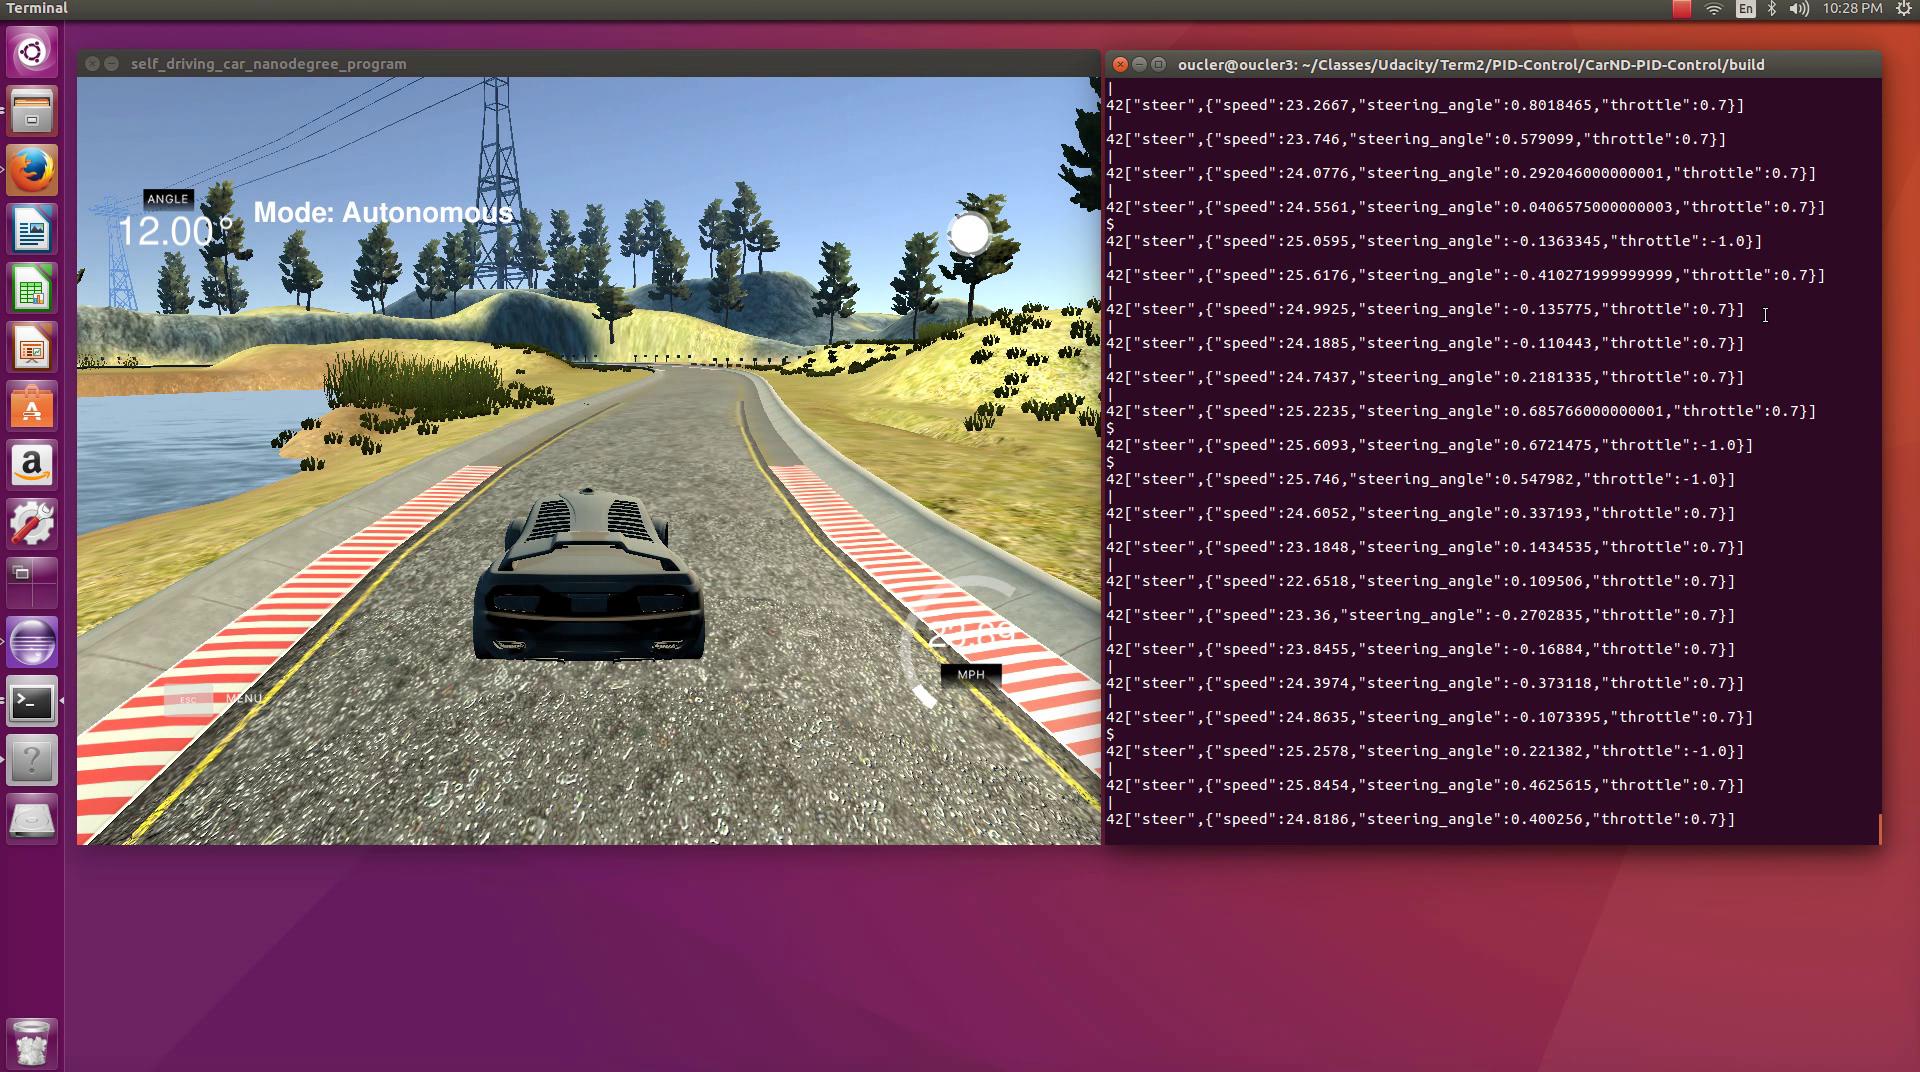 Terminal
En
10:28 PM
self_driving_car_nanodegree_program
ANGLE
12.00°
Mode: Autonomous
MPH
ESC
MENU
a
oucler@oucler3: ~/Classes/Udacity/Term2/PID-Control/CarND-PID-Control/build
|
42["steer",{"speed":23.2667,"steering_angle":0.8018465,"throttle":0.7}]
|
42["steer",{"speed":23.746,"steering_angle":0.579099,"throttle":0.7}]
|
42["steer",{"speed":24.0776,"steering_angle":0.292046000000001,"throttle":0.7}]
|
42["steer",{"speed":24.5561,"steering_angle":0.0406575000000003,"throttle":0.7}]
$
42["steer",{"speed":25.0595,"steering_angle":-0.1363345,"throttle":-1.0}]
|
42["steer",{"speed":25.6176,"steering_angle":-0.410271999999999,"throttle":0.7}]
|
42["steer",{"speed":24.9925,"steering_angle":-0.135775,"throttle":0.7}]
|
42["steer",{"speed":24.1885,"steering_angle":-0.110443,"throttle":0.7}]
|
42["steer",{"speed":24.7437,"steering_angle":0.2181335,"throttle":0.7}]
|
42["steer",{"speed":25.2235,"steering_angle":0.685766000000001,"throttle":0.7}]
$
42["steer",{"speed":25.6093,"steering_angle":0.6721475,"throttle":-1.0}]
$
42["steer",{"speed":25.746,"steering_angle":0.547982,"throttle":-1.0}]
|
42["steer",{"speed":24.6052,"steering_angle":0.337193,"throttle":0.7}]
|
42["steer",{"speed":23.1848,"steering_angle":0.1434535,"throttle":0.7}]
|
42["steer",{"speed":22.6518,"steering_angle":0.109506,"throttle":0.7}]
|
42["steer",{"speed":23.36,"steering_angle":-0.2702835,"throttle":0.7}]
|
42["steer",{"speed":23.8455,"steering_angle":-0.16884,"throttle":0.7}]
|
42["steer",{"speed":24.3974,"steering_angle":-0.373118,"throttle":0.7}]
|
42["steer",{"speed":24.8635,"steering_angle":-0.1073395,"throttle":0.7}]
$
42["steer",{"speed":25.2578,"steering_angle":0.221382,"throttle":-1.0}]
|
42["steer",{"speed":25.8454,"steering_angle":0.4625615,"throttle":0.7}]
|
42["steer",{"speed":24.8186,"steering_angle":0.400256,"throttle":0.7}]